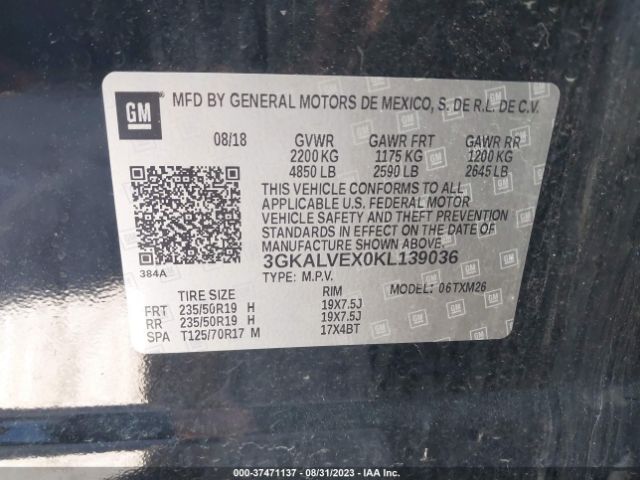 GM
MFD BY GENERAL MOTORS DE MEXICO, S. DE R.L. DE C.V.
08/18 GVWR GAWR FRT GAWR RR
2200 KG 1175 KG 1200 KG
4850 LB 2590 LB 2645 LB
THIS VEHICLE CONFORMS TO ALL
APPLICABLE U.S. FEDERAL MOTOR
VEHICLE SAFETY AND THEFT PREVENTION
STANDARDS IN EFFECT ON THE DATE OF
MANUFACTURE SHOWN ABOVE.
384A
3GKALVEX0KL139036
TYPE: M.P.V. MODEL: 06TXM26
TIRE SIZE RIM
FRT 235/50R19 H 19X7.5J
RR 235/50R19 H 19X7.5J
SPA T125/70R17 M 17X4BT
000-37471137 - 08/31/2023 - IAA Inc.